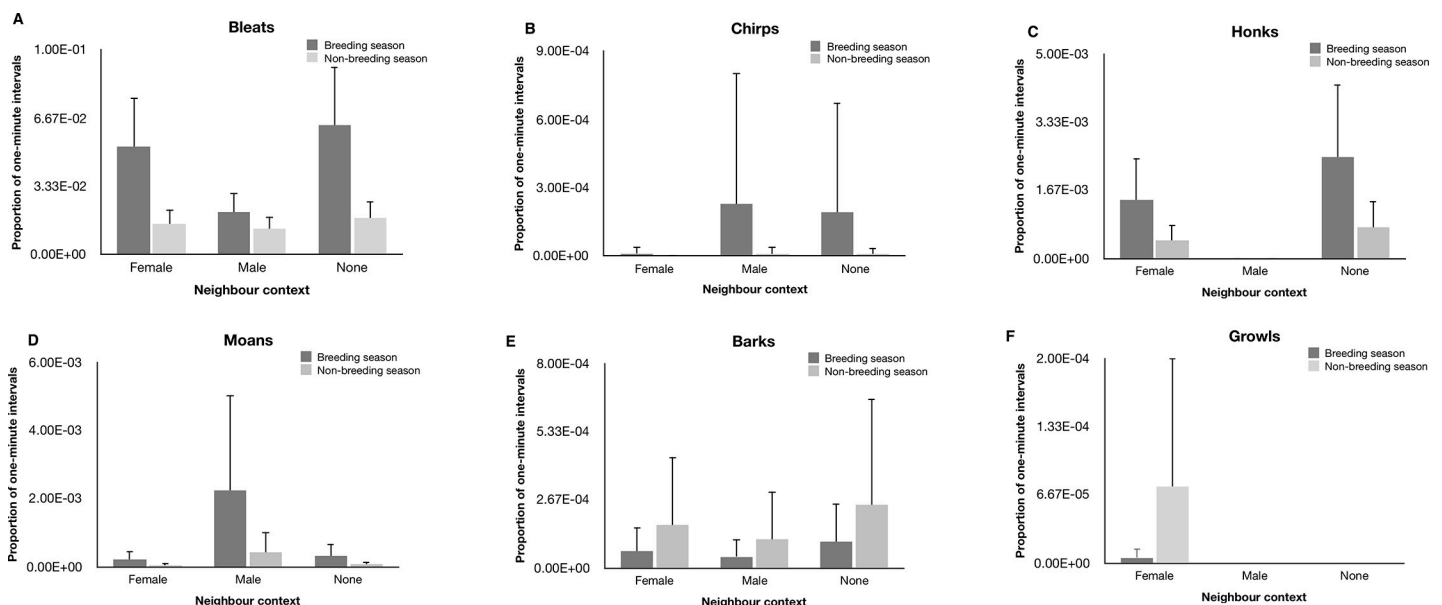 A
Bleats
Breeding season
Non-breeding season
Proportion of one-minute intervals
1.00E-01
6.67E-02
3.33E-02
0.00E+00
Female Male None
Neighbour context
B
Chirps
Breeding season
Non-breeding season
Proportion of one-minute intervals
9.00E-04
6.00E-04
3.00E-04
0.00E+00
Female Male None
Neighbour context
C
Honks
Breeding season
Non-breeding season
Proportion of one-minute intervals
5.00E-03
3.33E-03
1.67E-03
0.00E+00
Female Male None
Neighbour context
D
Moans
Breeding season
Non-breeding season
Proportion of one-minute intervals
6.00E-03
4.00E-03
2.00E-03
0.00E+00
Female Male None
Neighbour context
E
Barks
Breeding season
Non-breeding season
Proportion of one-minute intervals
8.00E-04
5.33E-04
2.67E-04
0.00E+00
Female Male None
Neighbour context
F
Growls
Breeding season
Non-breeding season
Proportion of one-minute intervals
2.00E-04
1.33E-04
6.67E-05
0.00E+00
Female Male None
Neighbour context